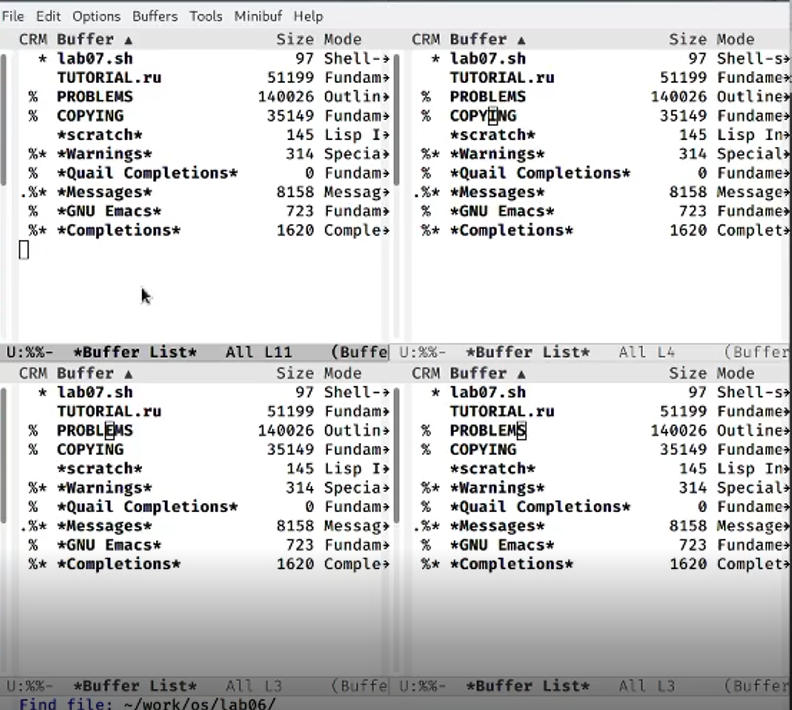 File Edit Options Buffers Tools Minibuf Help
CRM Buffer ▲ Size Mode
* lab07.sh 97 Shell-→
TUTORIAL.ru 51199 Fundam→
% PROBLEMS 140026 Outlin→
% COPYING 35149 Fundam→
*scratch* 145 Lisp I→
%* *Warnings* 314 Specia→
% *Quail Completions* 0 Fundam→
.%* *Messages* 8158 Messag→
% *GNU Emacs* 723 Fundam→
%* *Completions* 1620 Comple→
U:%%- *Buffer List* All L11 (Buffe
CRM Buffer ▲ Size Mode
* lab07.sh 97 Shell-s→
TUTORIAL.ru 51199 Fundame→
% PROBLEMS 140026 Outline→
% COPYING 35149 Fundame→
*scratch* 145 Lisp In→
%* *Warnings* 314 Special→
% *Quail Completions* 0 Fundame→
.%* *Messages* 8158 Message→
% *GNU Emacs* 723 Fundame→
%* *Completions* 1620 Complet→
U:%%- *Buffer List* All L4 (Buffer
CRM Buffer ▲ Size Mode
* lab07.sh 97 Shell-→
TUTORIAL.ru 51199 Fundam→
% PROBLEMS 140026 Outlin→
% COPYING 35149 Fundam→
*scratch* 145 Lisp I→
%* *Warnings* 314 Specia→
% *Quail Completions* 0 Fundam→
.%* *Messages* 8158 Messag→
% *GNU Emacs* 723 Fundam→
%* *Completions* 1620 Comple→
U:%%- *Buffer List* All L3 (Buffe
CRM Buffer ▲ Size Mode
* lab07.sh 97 Shell-s→
TUTORIAL.ru 51199 Fundame→
% PROBLEMS 140026 Outline→
% COPYING 35149 Fundame→
*scratch* 145 Lisp In→
%* *Warnings* 314 Special→
% *Quail Completions* 0 Fundame→
.%* *Messages* 8158 Message→
% *GNU Emacs* 723 Fundame→
%* *Completions* 1620 Complet→
U:%%- *Buffer List* All L3 (Buffer
Find file: ~/work/os/lab06/